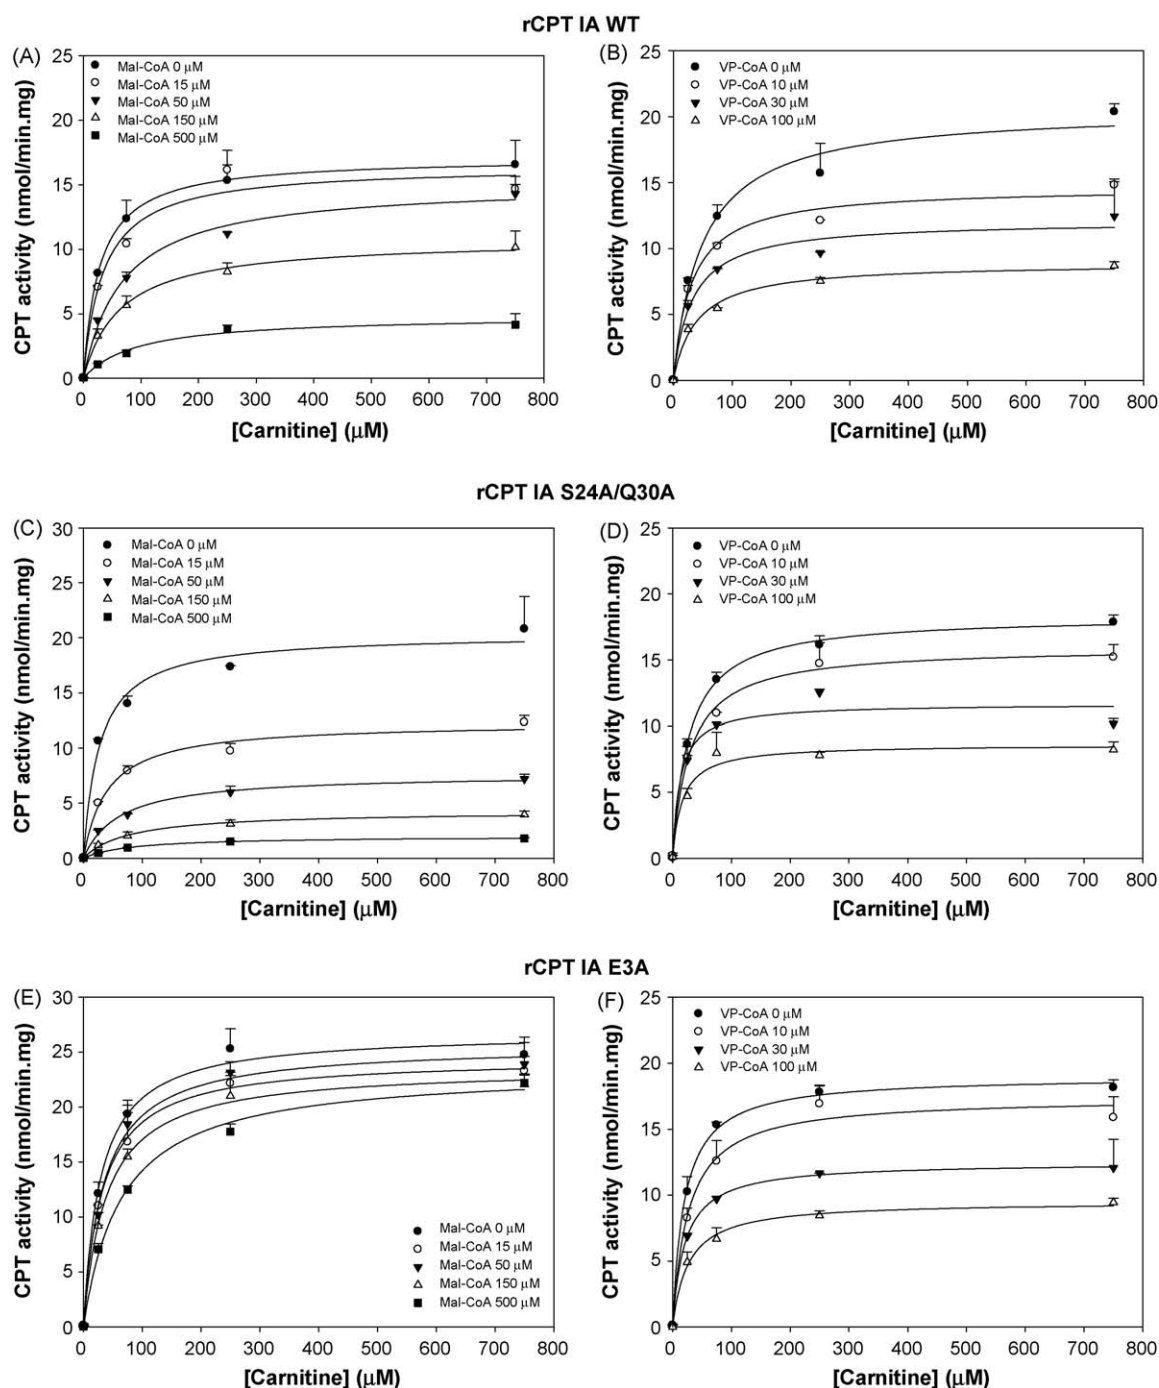 rCPT IA WT
(A)
CPT activity (nmol/min.mg)
25
20
15
10
5
0
Mal-CoA 0 μM
Mal-CoA 15 μM
Mal-CoA 50 μM
Mal-CoA 150 μM
Mal-CoA 500 μM
0 100 200 300 400 500 600 700 800
[Carnitine] (μM)
(B)
CPT activity (nmol/min.mg)
25
20
15
10
5
0
VP-CoA 0 μM
VP-CoA 10 μM
VP-CoA 30 μM
VP-CoA 100 μM
0 100 200 300 400 500 600 700 800
[Carnitine] (μM)
rCPT IA S24A/Q30A
(C)
CPT activity (nmol/min.mg)
30
25
20
15
10
5
0
Mal-CoA 0 μM
Mal-CoA 15 μM
Mal-CoA 50 μM
Mal-CoA 150 μM
Mal-CoA 500 μM
0 100 200 300 400 500 600 700 800
[Carnitine] (μM)
(D)
CPT activity (nmol/min.mg)
25
20
15
10
5
0
VP-CoA 0 μM
VP-CoA 10 μM
VP-CoA 30 μM
VP-CoA 100 μM
0 100 200 300 400 500 600 700 800
[Carnitine] (μM)
rCPT IA E3A
(E)
CPT activity (nmol/min.mg)
30
25
20
15
10
5
0
Mal-CoA 0 μM
Mal-CoA 15 μM
Mal-CoA 50 μM
Mal-CoA 150 μM
Mal-CoA 500 μM
0 100 200 300 400 500 600 700 800
[Carnitine] (μM)
(F)
CPT activity (nmol/min.mg)
25
20
15
10
5
0
VP-CoA 0 μM
VP-CoA 10 μM
VP-CoA 30 μM
VP-CoA 100 μM
0 100 200 300 400 500 600 700 800
[Carnitine] (μM)